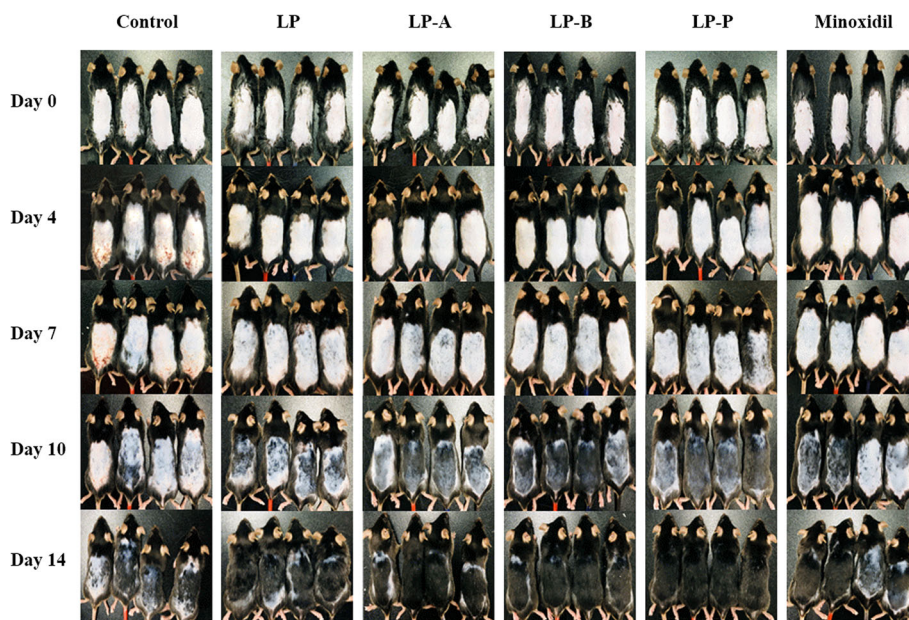 Control LP LP-A LP-B LP-P Minoxidil
Day 0
Day 4
Day 7
Day 10
Day 14